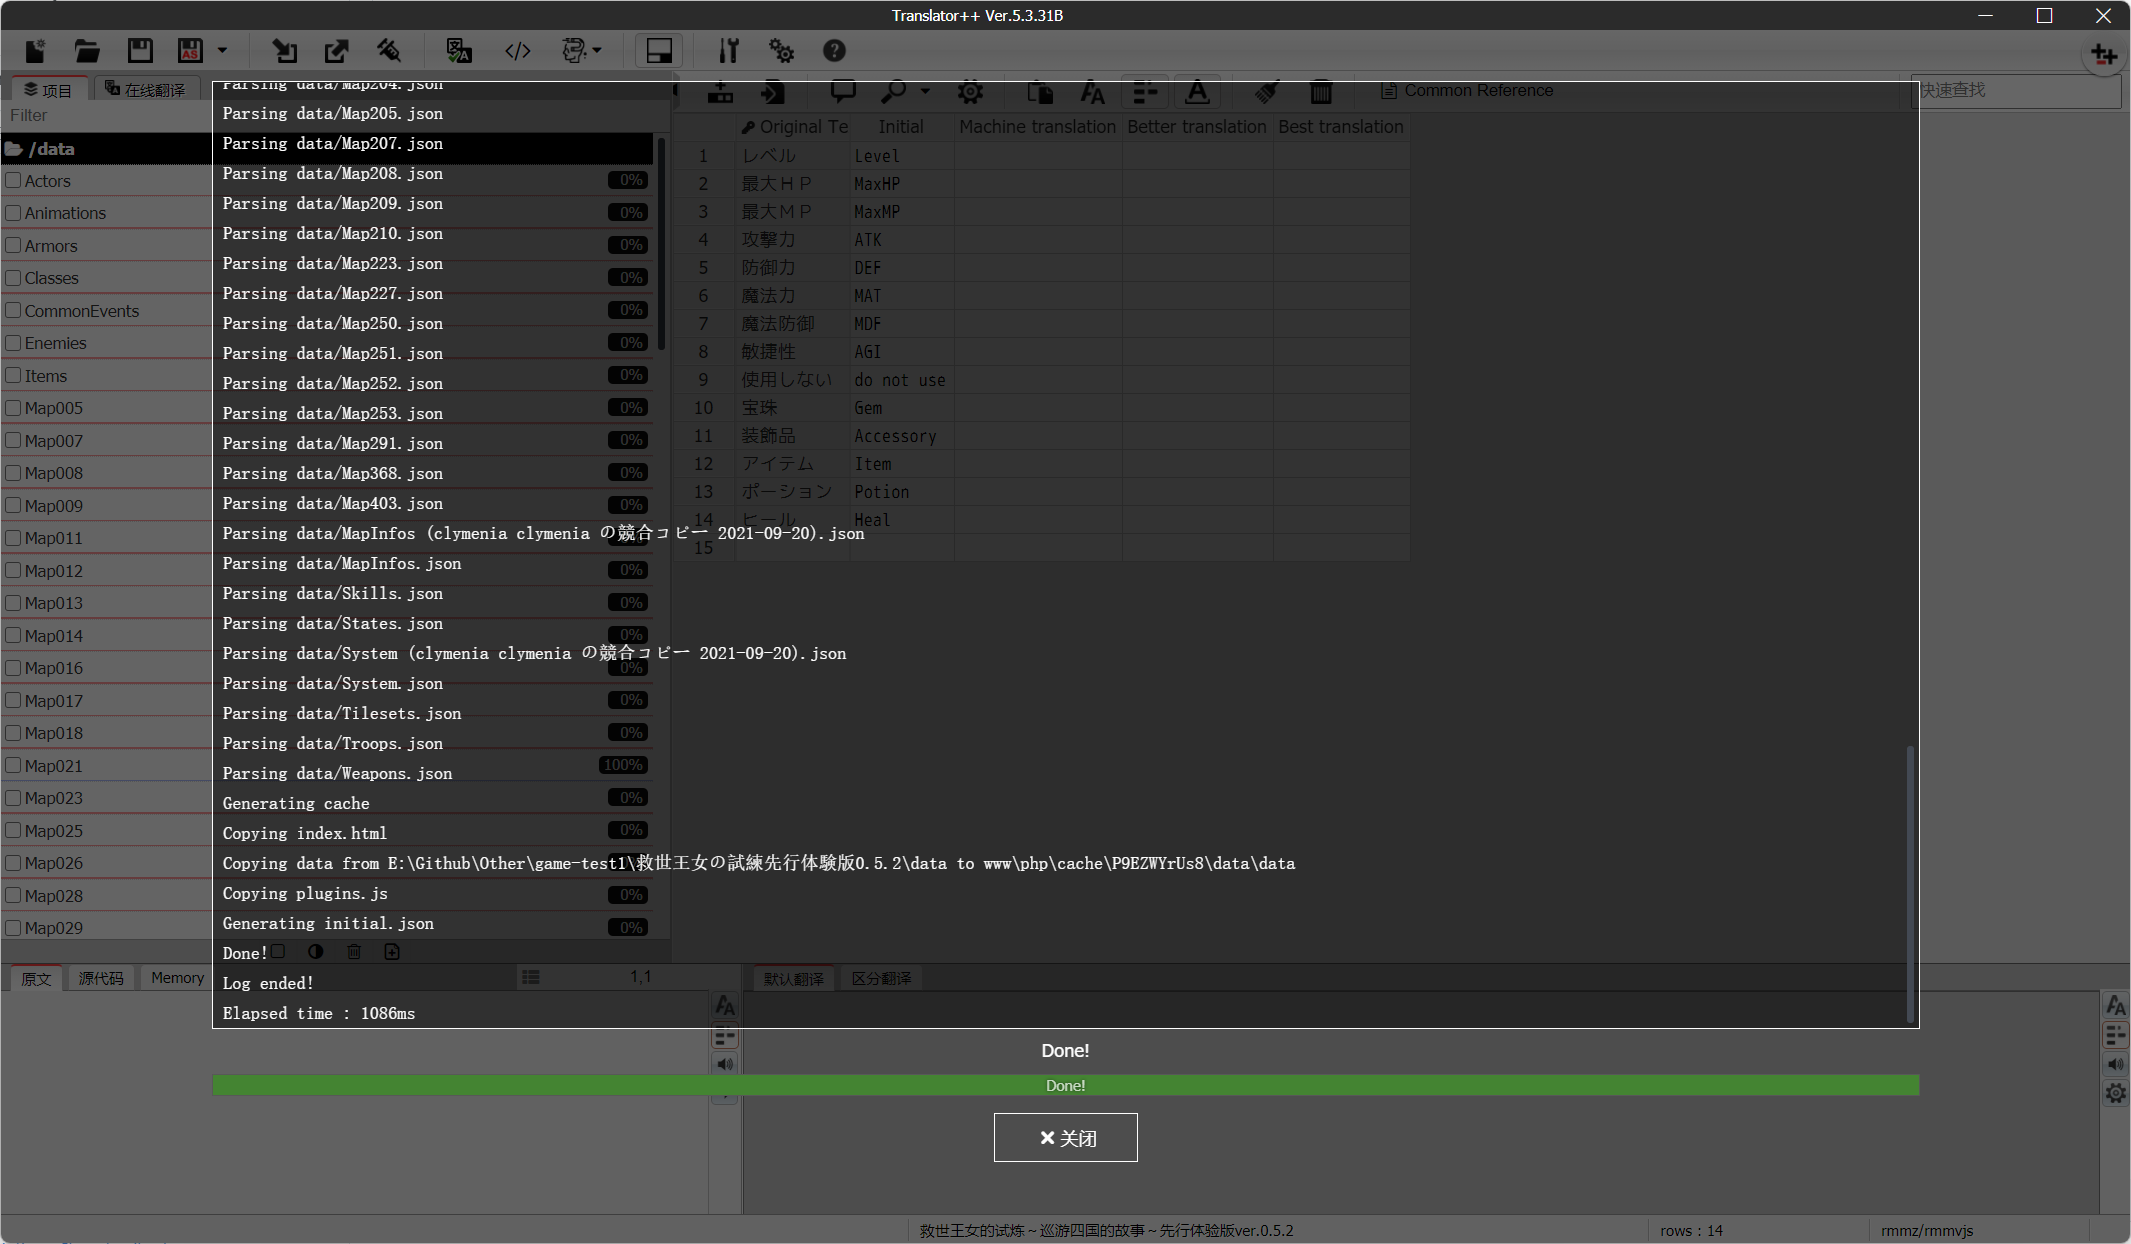 Translator++ Ver.5.3.31B
项目
在线翻译
Common Reference
快速查找
Filter
/data
Actors 0%
Animations 0%
Armors 0%
Classes 0%
CommonEvents 0%
Enemies 0%
Items 0%
Map005 0%
Map007 0%
Map008 0%
Map009 0%
Map011
Map012 0%
Map013 0%
Map014 0%
Map016 0%
Map017 0%
Map018 0%
Map021 100%
Map023 0%
Map025 0%
Map026
Map028 0%
Map029 0%
Original Te Initial Machine translation Better translation Best translation
1 レベル Level
2 最大ＨＰ MaxHP
3 最大ＭＰ MaxMP
4 攻撃力 ATK
5 防御力 DEF
6 魔法力 MAT
7 魔法防御 MDF
8 敏捷性 AGI
9 使用しない do not use
10 宝珠 Gem
11 装飾品 Accessory
12 アイテム Item
13 ポーション Potion
14 ヒール Heal
15
Parsing data/Map204.json
Parsing data/Map205.json
Parsing data/Map207.json
Parsing data/Map208.json
Parsing data/Map209.json
Parsing data/Map210.json
Parsing data/Map223.json
Parsing data/Map227.json
Parsing data/Map250.json
Parsing data/Map251.json
Parsing data/Map252.json
Parsing data/Map253.json
Parsing data/Map291.json
Parsing data/Map368.json
Parsing data/Map403.json
Parsing data/MapInfos (clymenia clymenia の競合コピー 2021-09-20).json
Parsing data/MapInfos.json
Parsing data/Skills.json
Parsing data/States.json
Parsing data/System (clymenia clymenia の競合コピー 2021-09-20).json
Parsing data/System.json
Parsing data/Tilesets.json
Parsing data/Troops.json
Parsing data/Weapons.json
Generating cache
Copying index.html
Copying data from E:\Github\Other\game-test1\救世王女の試練先行体験版0.5.2\data to www\php\cache\P9EZWYrUs8\data\data
Copying plugins.js
Generating initial.json
Done!
Log ended!
Elapsed time : 1086ms
原文 源代码 Memory 1,1
默认翻译 区分翻译
Done!
Done!
关闭
救世王女的试炼～巡游四国的故事～先行体验版ver.0.5.2
rows : 14
rmmz/rmmvjs